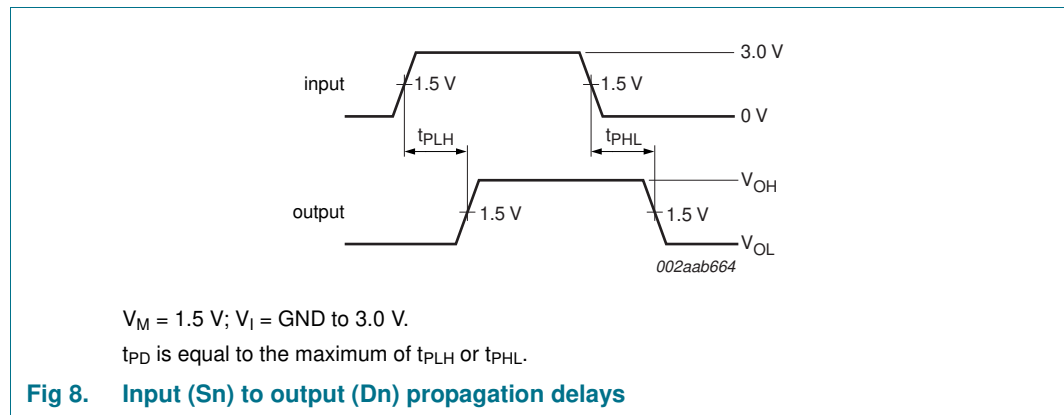 3.0 V
input
1.5 V
1.5 V
0 V
tPLH
tPHL
VOH
output
1.5 V
1.5 V
VOL
002aab664
VM = 1.5 V; VI = GND to 3.0 V.
tPD is equal to the maximum of tPLH or tPHL.
Fig 8. Input (Sn) to output (Dn) propagation delays